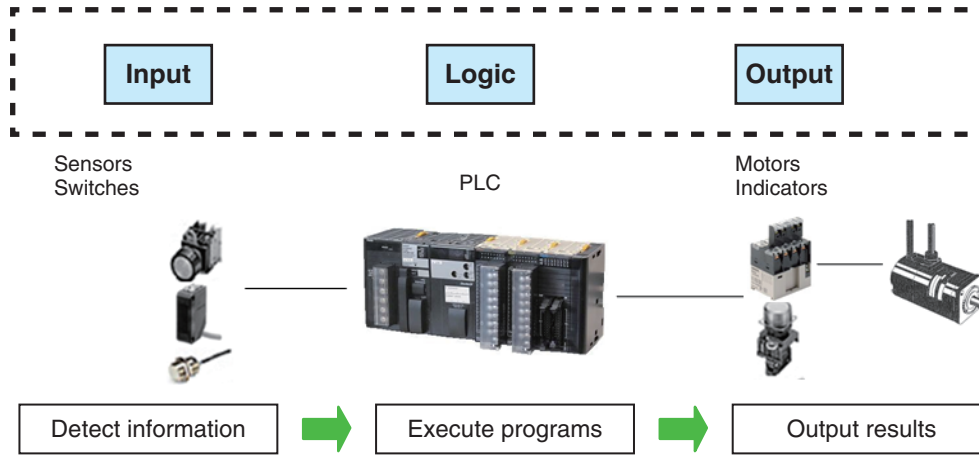 Input
Logic
Output
Sensors
Switches
PLC
Motors
Indicators
Detect information
Execute programs
Output results